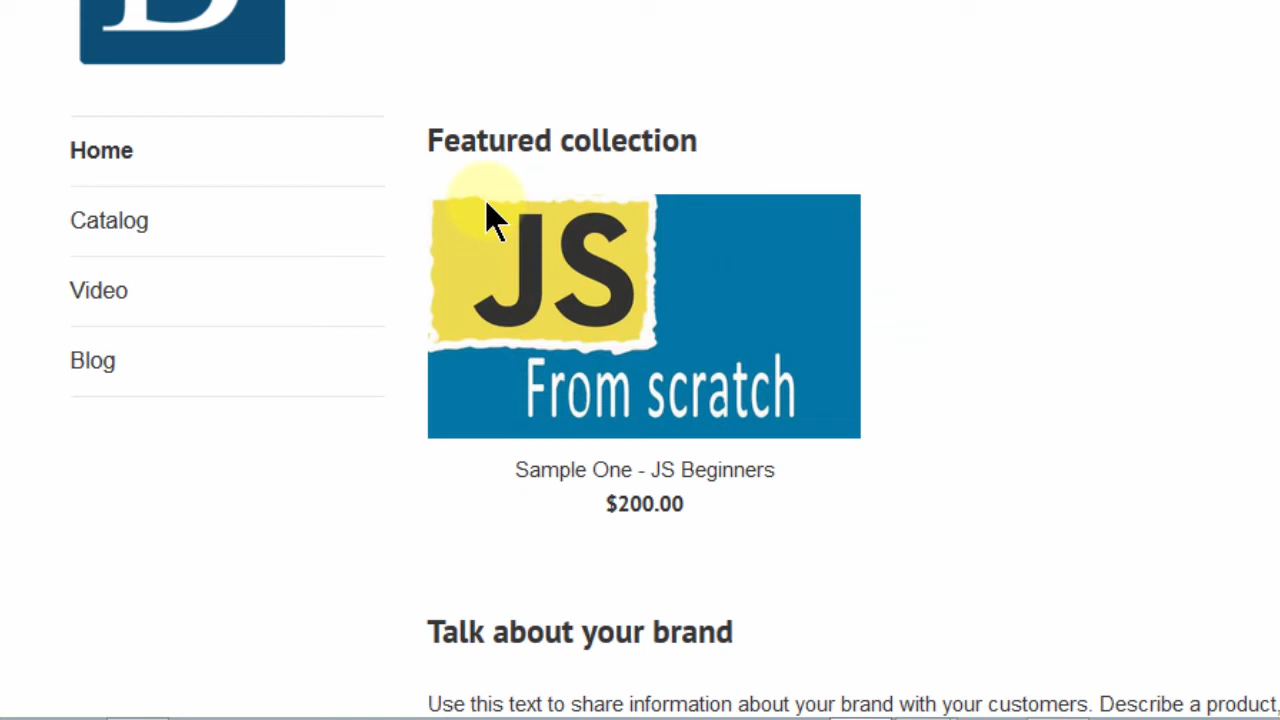 Home
Catalog
Video
Blog
Featured collection
JS
From scratch
Sample One - JS Beginners
$200.00
Talk about your brand
Use this text to share information about your brand with your customers. Describe a product,